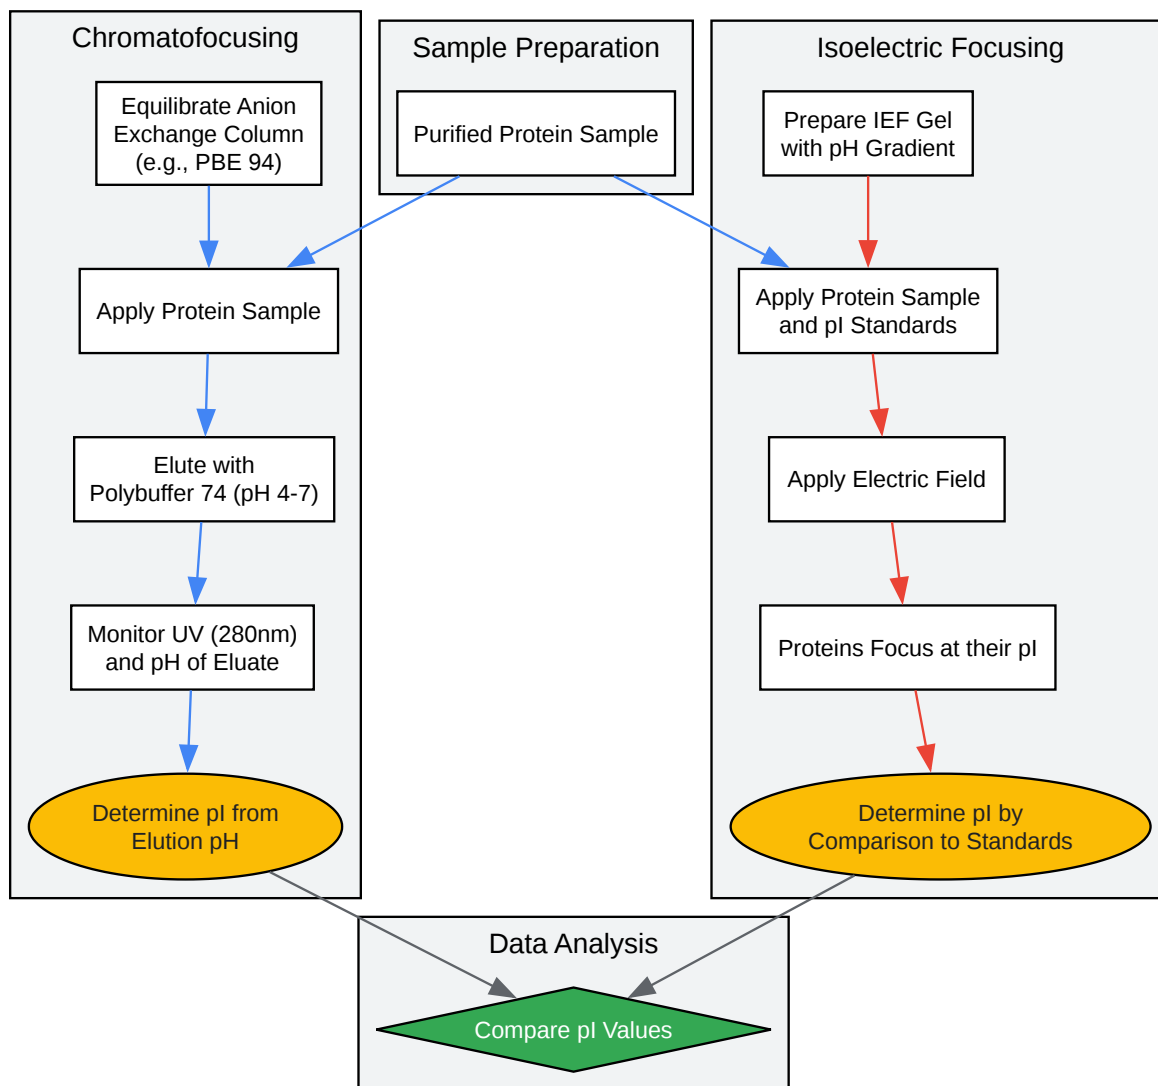 Chromatofocusing
Equilibrate Anion
Exchange Column
(e.g., PBE 94)
Apply Protein Sample
Elute with
Polybuffer 74 (pH 4-7)
Monitor UV (280nm)
and pH of Eluate
Determine pI from
Elution pH
Sample Preparation
Purified Protein Sample
Isoelectric Focusing
Prepare IEF Gel
with pH Gradient
Apply Protein Sample
and pI Standards
Apply Electric Field
Proteins Focus at their pI
Determine pI by
Comparison to Standards
Data Analysis
Compare pI Values